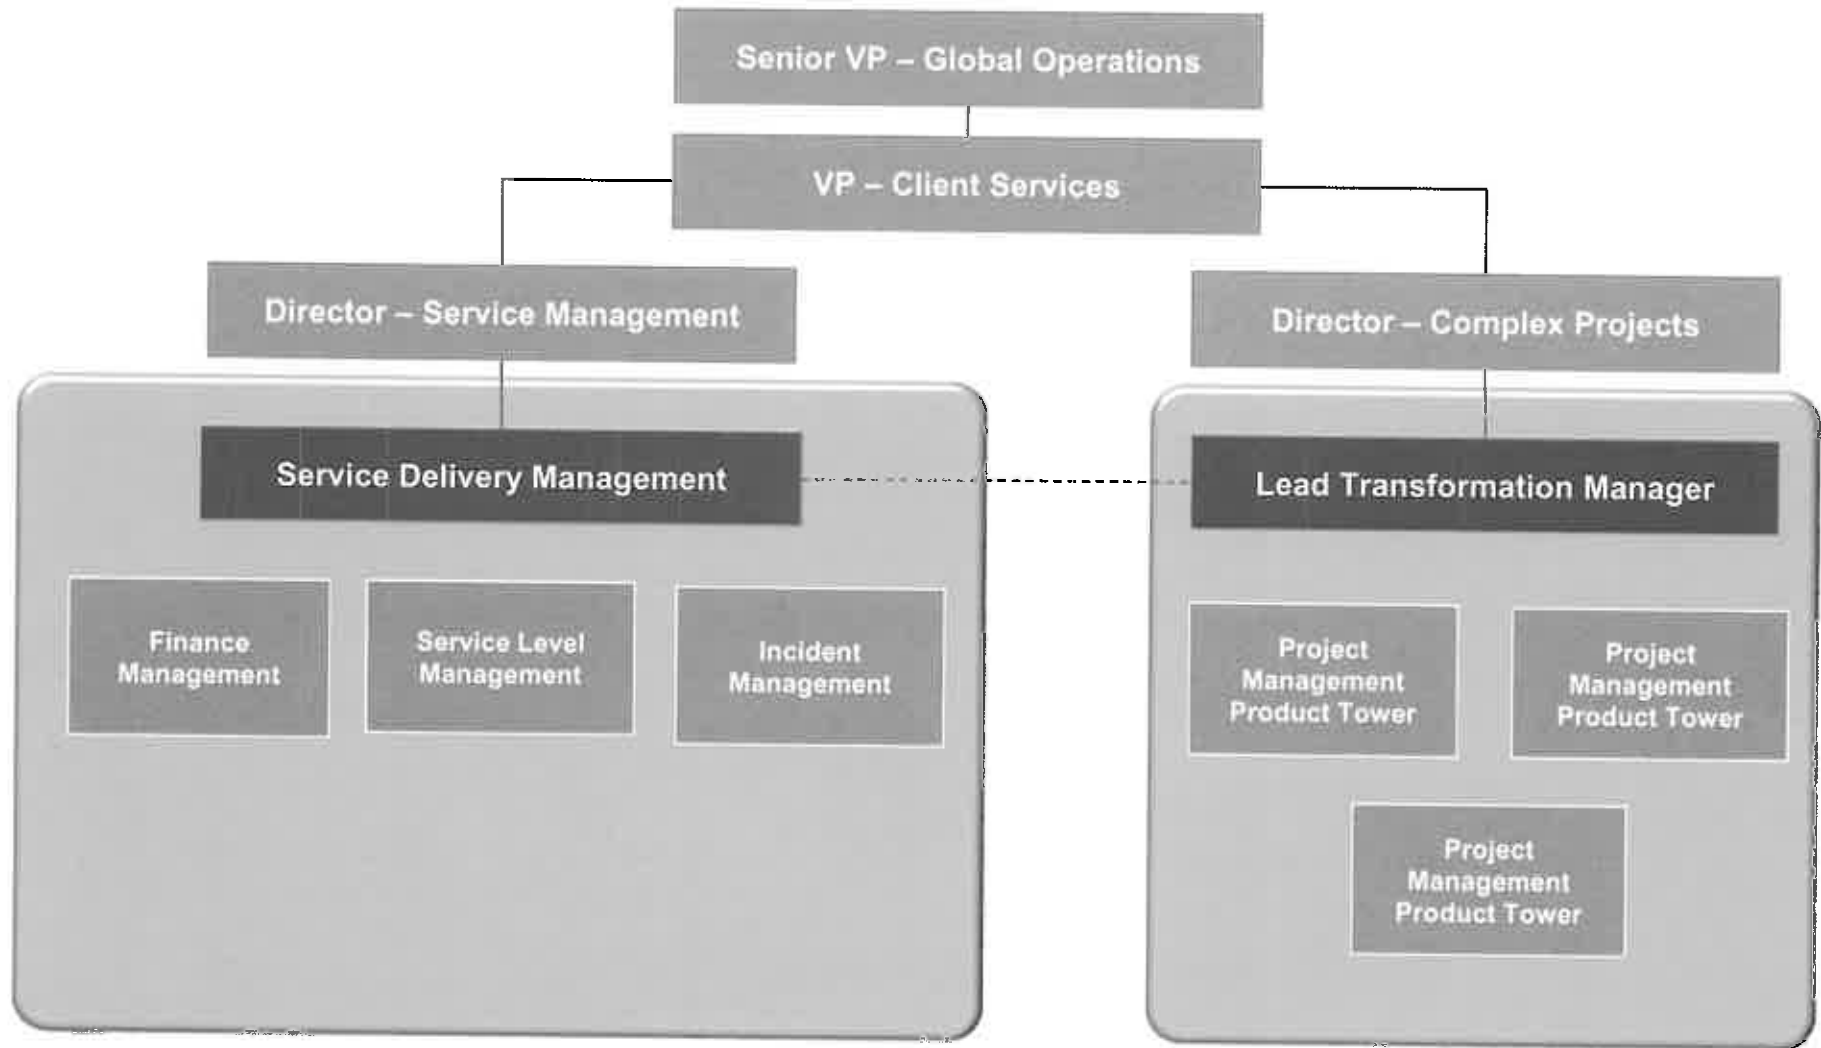 Senior VP – Global Operations
VP – Client Services
Director – Service Management
Director – Complex Projects
Service Delivery Management
Lead Transformation Manager
Finance
Management
Service Level
Management
Incident
Management
Project
Management
Product Tower
Project
Management
Product Tower
Project
Management
Product Tower